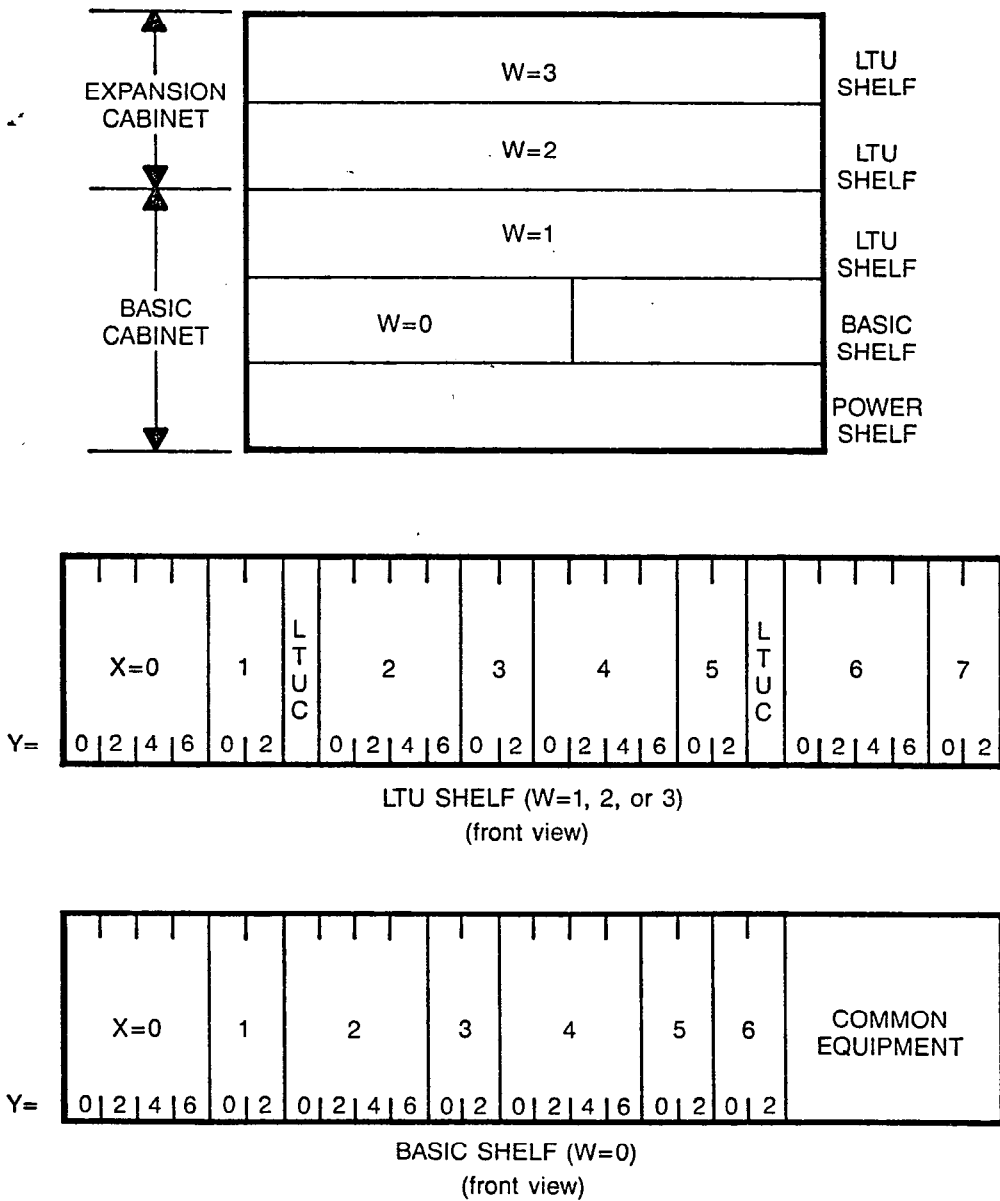 W=3
LTU
SHELF
EXPANSION
CABINET
W=2
LTU
SHELF
W=1
LTU
SHELF
BASIC
CABINET
W=0
BASIC
SHELF
POWER
SHELF
X=0 1 LTUC 2 3 4 5 LTUC 6 7
Y= 0 2 4 6 0 2 0 2 4 6 0 2 0 2 4 6 0 2 0 2 4 6 0 2
LTU SHELF (W=1, 2, or 3)
(front view)
X=0 1 2 3 4 5 6 COMMON
EQUIPMENT
Y= 0 2 4 6 0 2 0 2 4 6 0 2 0 2 4 6 0 2 0 2
BASIC SHELF (W=0)
(front view)